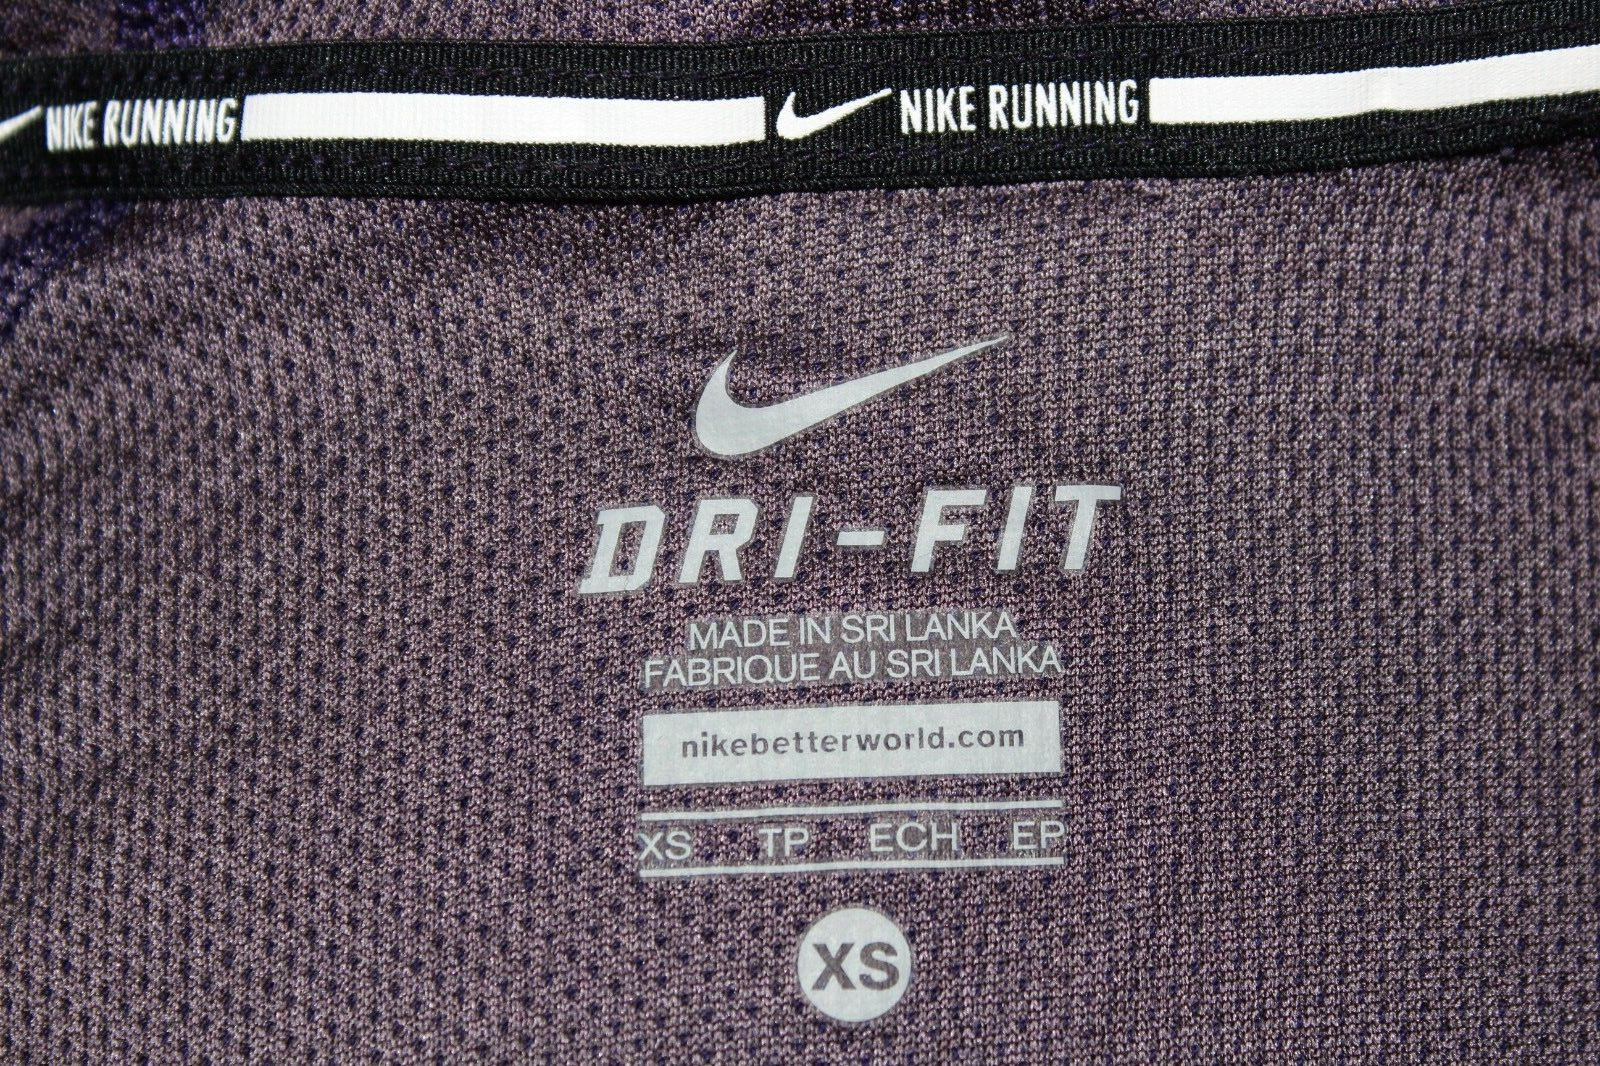 NIKE RUNNING NIKE RUNNING
DRI-FIT
MADE IN SRI LANKA
FABRIQUE AU SRI LANKA
nikebetterworld.com
XS TP ECH EP
XS